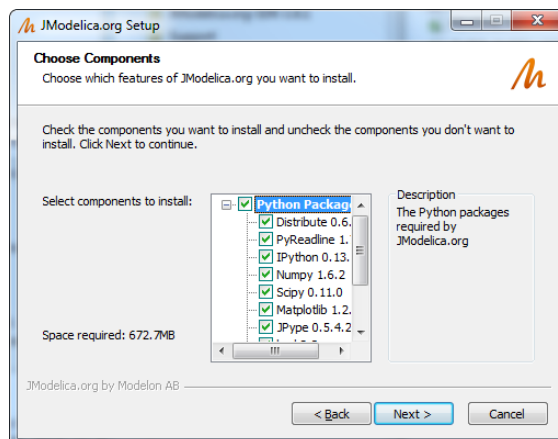 JModelica.org Setup
Choose Components
Choose which features of JModelica.org you want to install.
Check the components you want to install and uncheck the components you don't want to
install. Click Next to continue.
Select components to install:
Python Packag
Distribute 0.6.
PyReadline 1.
IPython 0.13.
Numpy 1.6.2
Scipy 0.11.0
Matplotlib 1.2.
JPype 0.5.4.2
Description
The Python packages
required by
JModelica.org
Space required: 672.7MB
JModelica.org by Modelon AB
< Back
Next >
Cancel